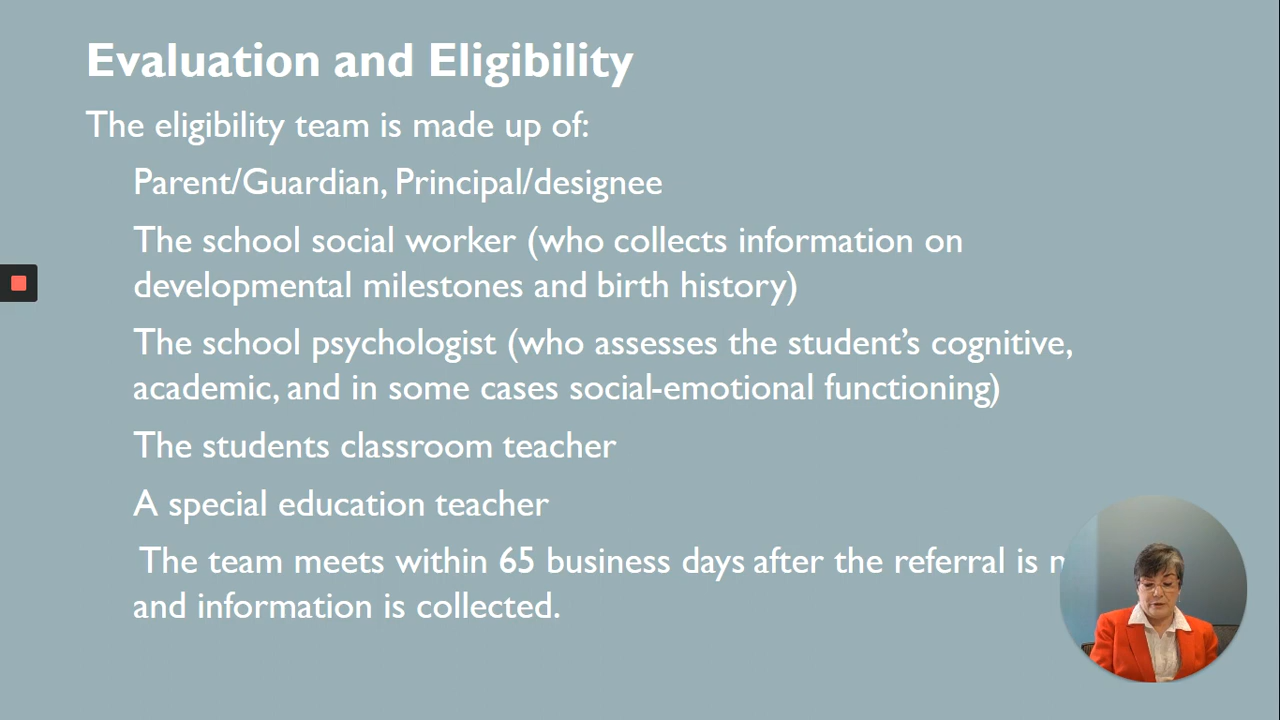 Evaluation and Eligibility
The eligibility team is made up of:
Parent/Guardian, Principal/designee
The school social worker (who collects information on
developmental milestones and birth history)
The school psychologist (who assesses the student’s cognitive,
academic, and in some cases social-emotional functioning)
The students classroom teacher
A special education teacher
The team meets within 65 business days after the referral is
and information is collected.